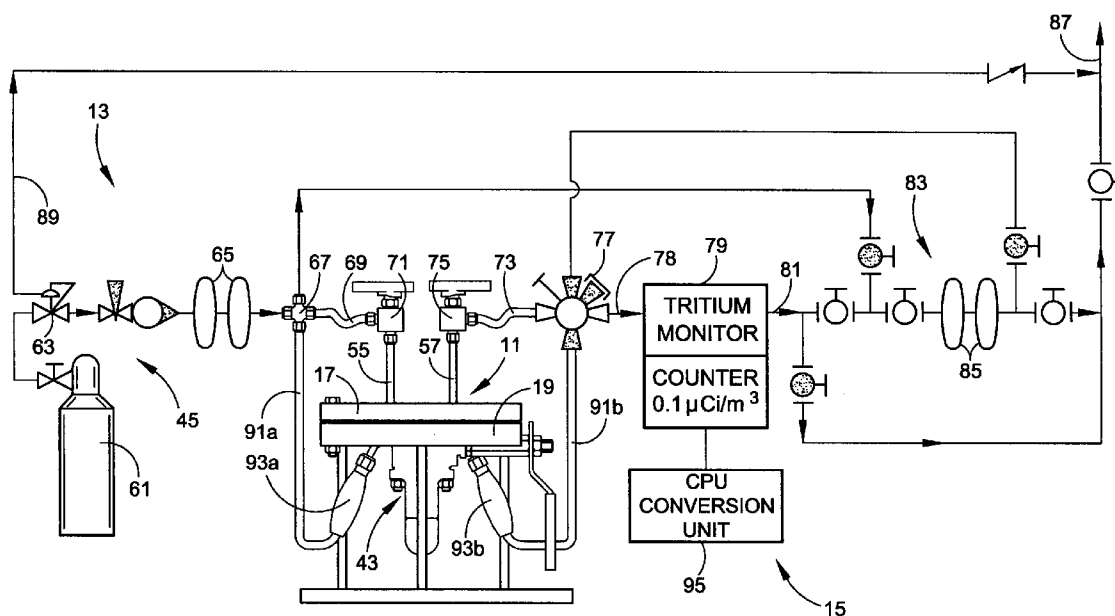 87
13
83
77
89
65
67
69
71
75
73
78
79
81
TRITIUM
MONITOR
COUNTER
0.1 µCi/m³
63
55
57
11
85
17
19
45
91a
91b
93a
61
43
93b
CPU
CONVERSION
UNIT
95
15